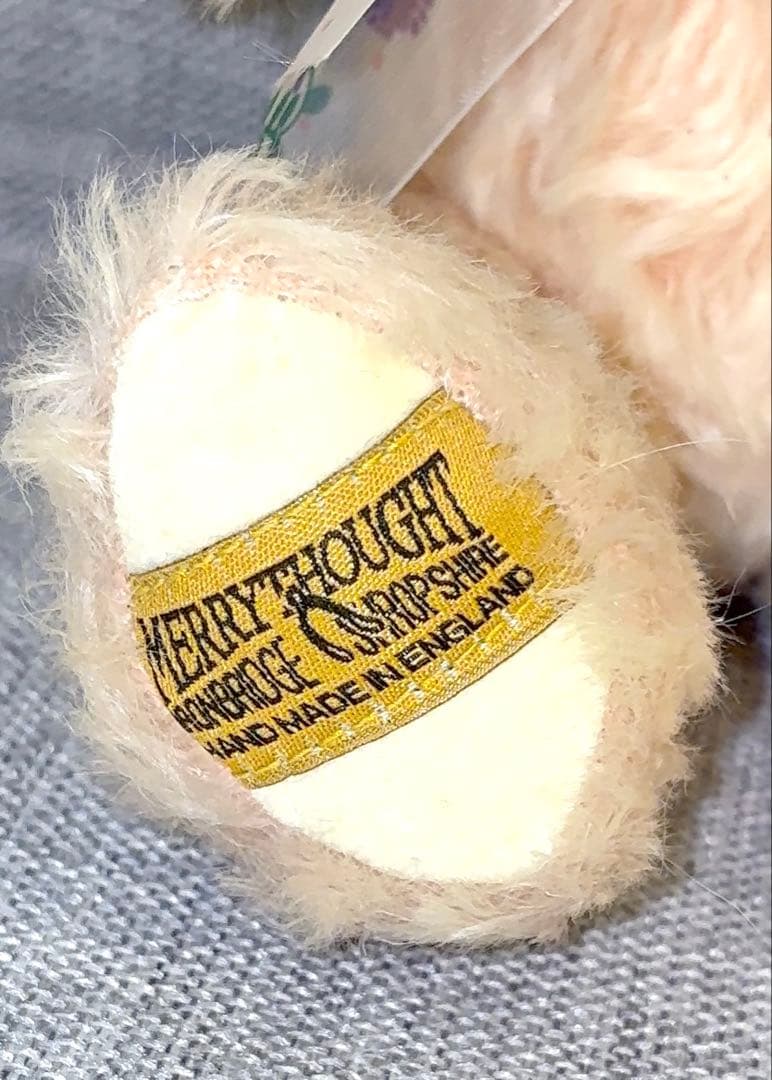 MERRYTHOUGHT
IRONBRIDGE SHROPSHIRE
HAND MADE IN ENGLAND